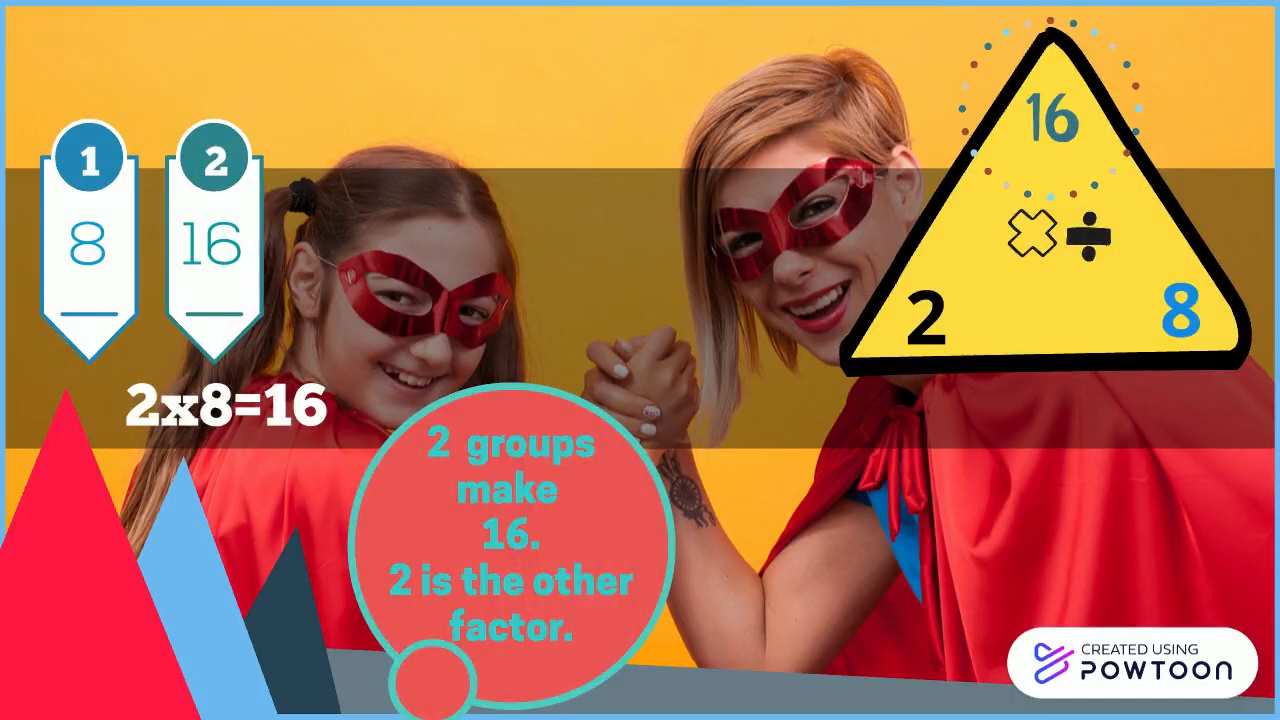 1
2
8
16
2x8=16
2 groups
make
16.
2 is the other
factor.
16
2
8
CREATED USING
POWTOON